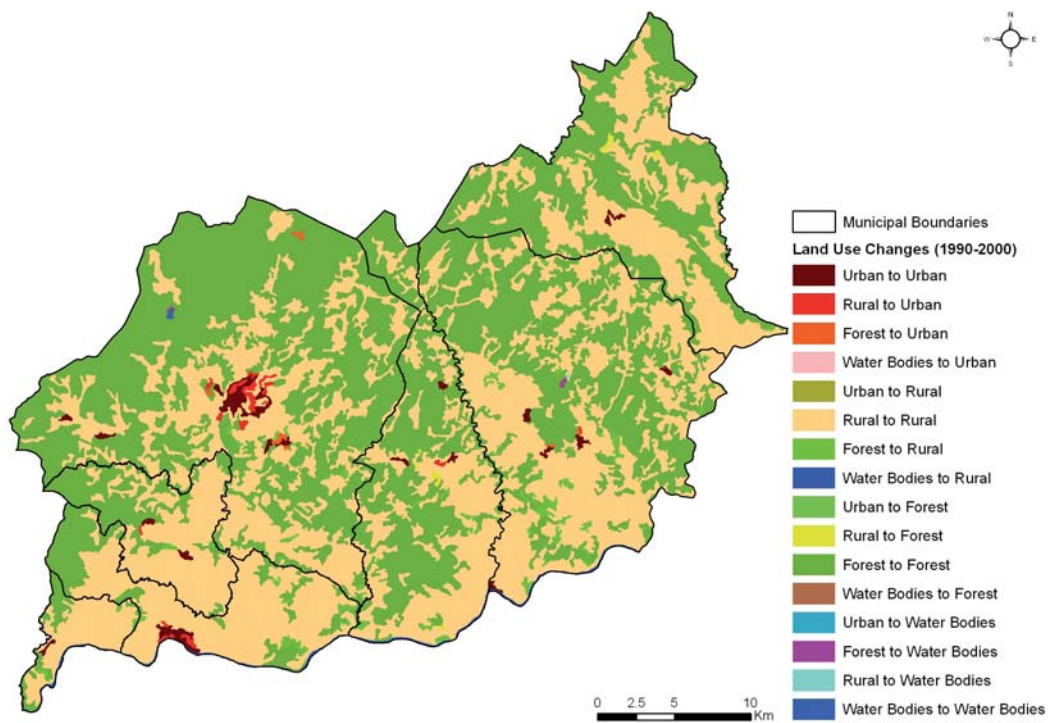 N
W E
S
Municipal Boundaries
Land Use Changes (1990-2000)
Urban to Urban
Rural to Urban
Forest to Urban
Water Bodies to Urban
Urban to Rural
Rural to Rural
Forest to Rural
Water Bodies to Rural
Urban to Forest
Rural to Forest
Forest to Forest
Water Bodies to Forest
Urban to Water Bodies
Forest to Water Bodies
Rural to Water Bodies
Water Bodies to Water Bodies
0 2.5 5 10
Km